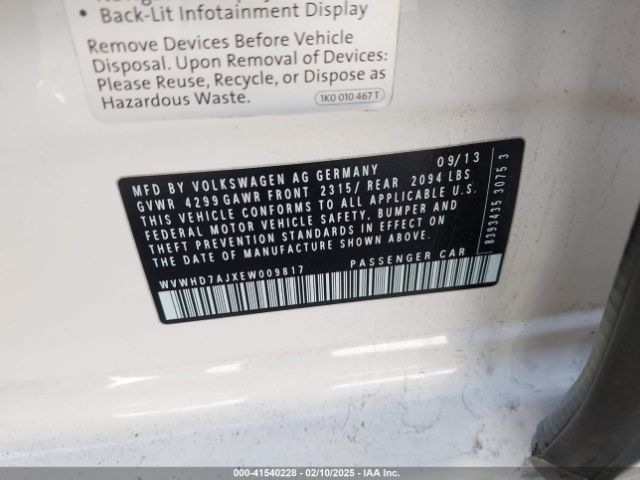 • Back-Lit Infotainment Display
Remove Devices Before Vehicle
Disposal. Upon Removal of Devices:
Please Reuse, Recycle, or Dispose as
Hazardous Waste.
1K0 010 467 T
MFD BY VOLKSWAGEN AG GERMANY 09/13
GVWR 4299 GAWR FRONT 2315/ REAR 2094 LBS
THIS VEHICLE CONFORMS TO ALL APPLICABLE U.S.
FEDERAL MOTOR VEHICLE SAFETY, BUMPER AND
THEFT PREVENTION STANDARDS IN EFFECT ON
THE DATE OF MANUFACTURE SHOWN ABOVE.
WVWHD7AJXEW009817 PASSENGER CAR
8393435 3075 3
000-41540228 - 02/10/2025 - IAA Inc.